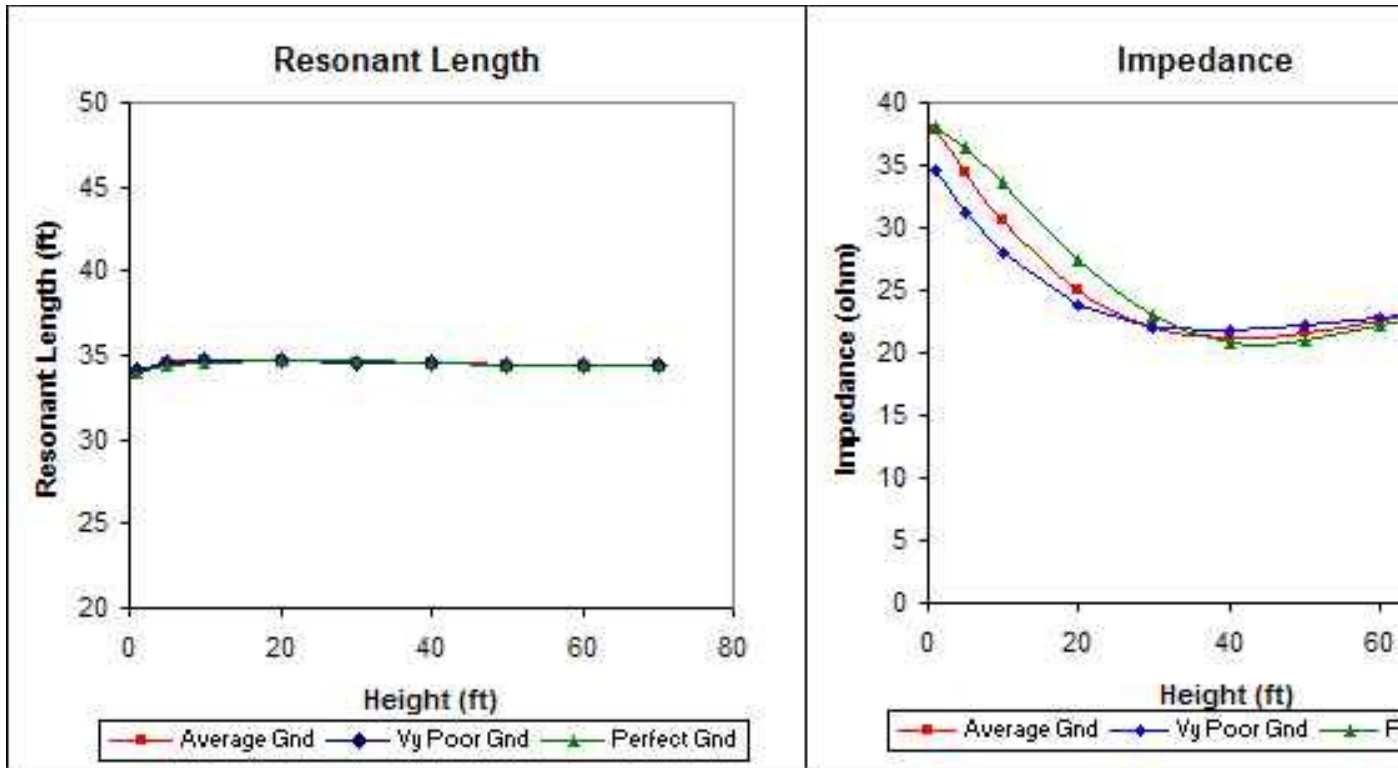 Resonant Length
50
45
40
35
30
25
20
0 20 40 60 80
Resonant Length (ft)
Height (ft)
Average Gnd Vy Poor Gnd Perfect Gnd
Impedance
40
35
30
25
20
15
10
5
0
0 20 40 60
Impedance (ohm)
Height (ft)
Average Gnd Vy Poor Gnd